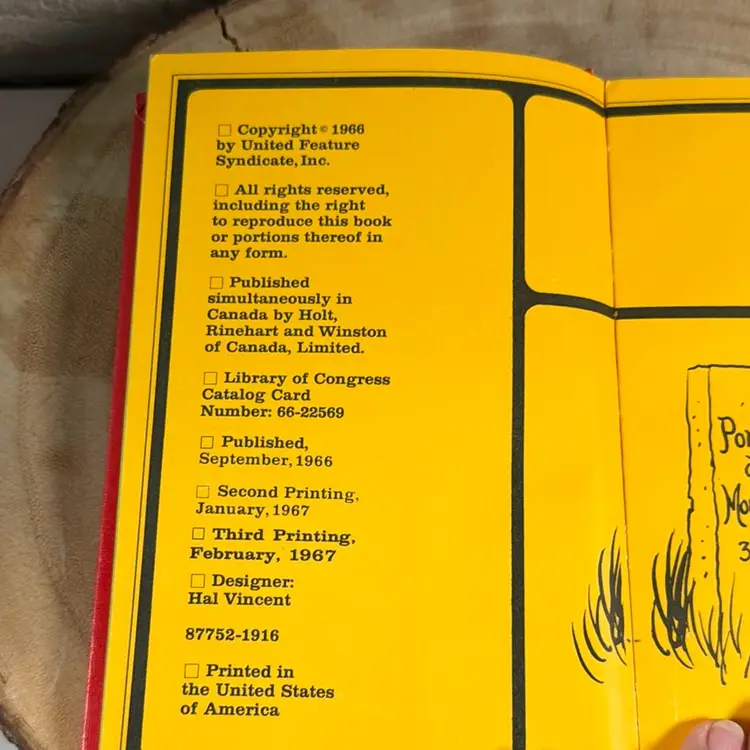 □ Copyright © 1966
by United Feature
Syndicate, Inc.
□ All rights reserved,
including the right
to reproduce this book
or portions thereof in
any form.
□ Published
simultaneously in
Canada by Holt,
Rinehart and Winston
of Canada, Limited.
□ Library of Congress
Catalog Card
Number: 66-22569
□ Published,
September, 1966
□ Second Printing,
January, 1967
□ Third Printing,
February, 1967
□ Designer:
Hal Vincent
87752-1916
□ Printed in
the United States
of America
3